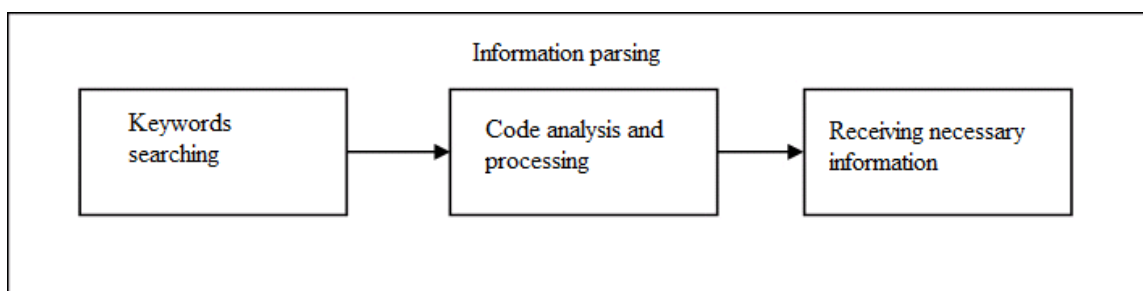 Information parsing
Keywords
searching
Code analysis and
processing
Receiving necessary
information